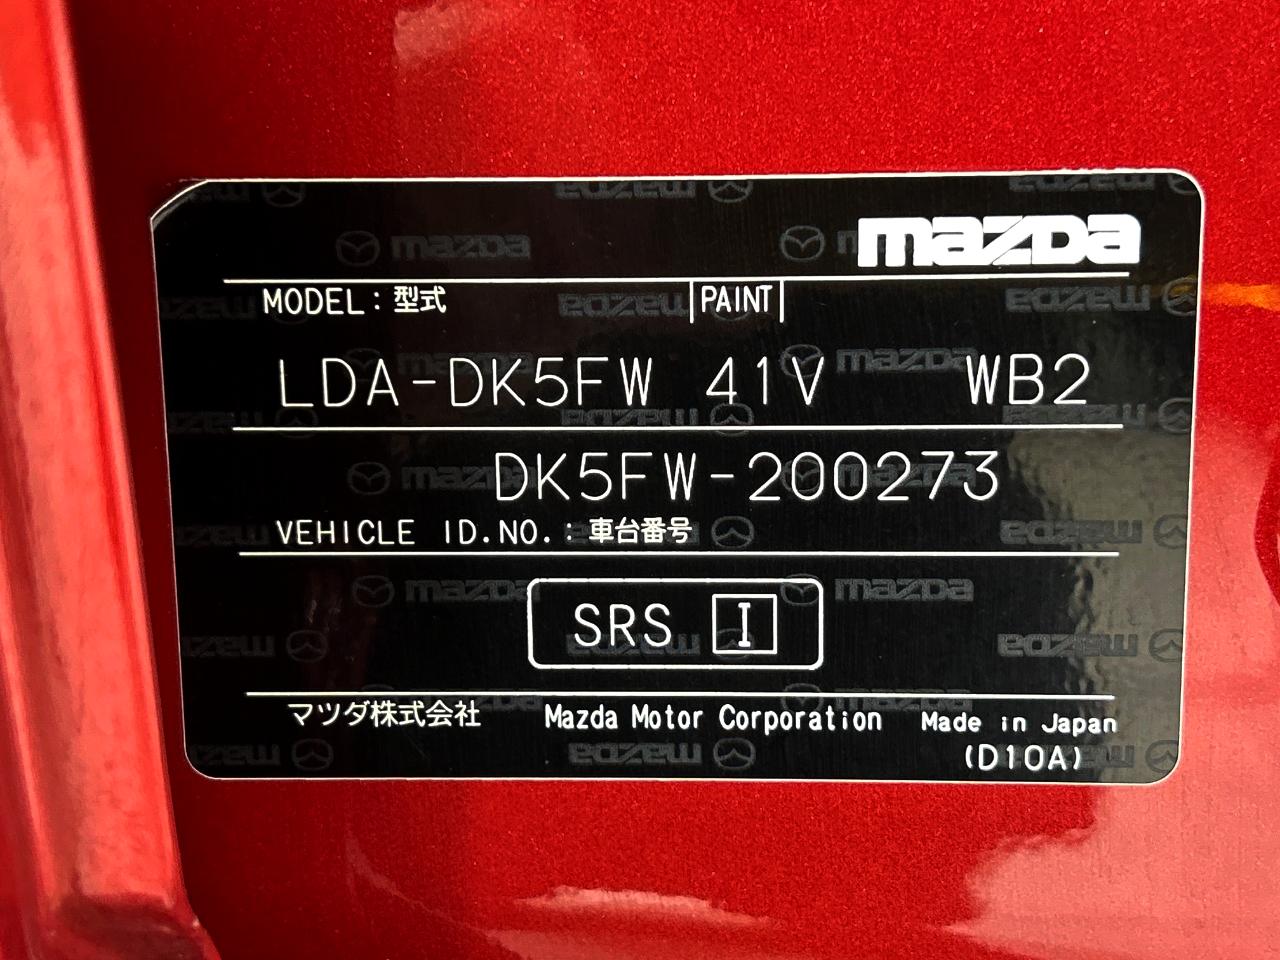 mazda
MODEL : 型式 PAINT
LDA-DK5FW 41V WB2
DK5FW-200273
VEHICLE ID.NO. : 車台番号
SRS I
マツダ株式会社 Mazda Motor Corporation Made in Japan
(D10A)